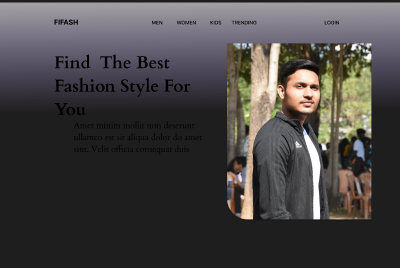 FIFASH
MEN WOMEN KIDS TRENDING LOGIN
Find The Best
Fashion Style For
You
Amet minim mollit non deserunt
ullamco est sit aliqua dolor do amet
sint. Velit officia consequat duis